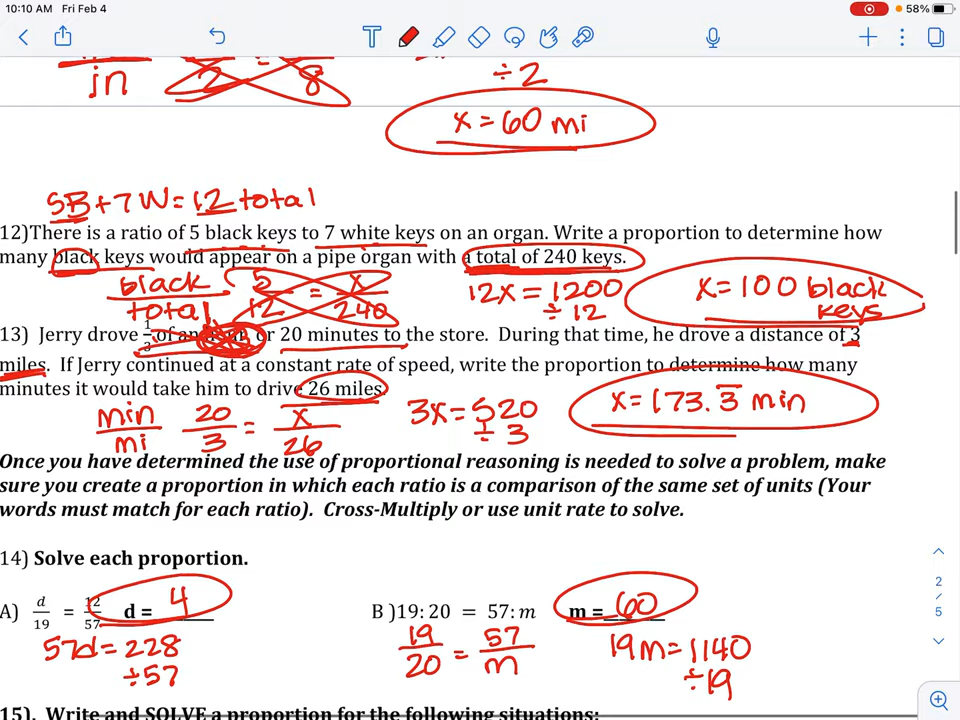 10:10 AM Fri Feb 4
58%
in 2 8
÷2
x = 60 mi
5B + 7W = 12 total
12)There is a ratio of 5 black keys to 7 white keys on an organ. Write a proportion to determine how
many black keys would appear on a pipe organ with a total of 240 keys.
black 5 = x
total 12 240
12x = 1200
÷12
x = 100 black
keys
13) Jerry drove 1/3 of an hour or 20 minutes to the store. During that time, he drove a distance of 3
miles. If Jerry continued at a constant rate of speed, write the proportion to determine how many
minutes it would take him to drive 26 miles.
min 20 = x
mi 3 26
3x = 520
÷ 3
x = 173.3̅ min
Once you have determined the use of proportional reasoning is needed to solve a problem, make
sure you create a proportion in which each ratio is a comparison of the same set of units (Your
words must match for each ratio). Cross-Multiply or use unit rate to solve.
14) Solve each proportion.
A) d/19 = 12/57 d = 4
B )19: 20 = 57: m m = 60
57d = 228
÷57
19/20 = 57/m
19m = 1140
÷19
15). Write and SOLVE a proportion for the following situations:
2/5